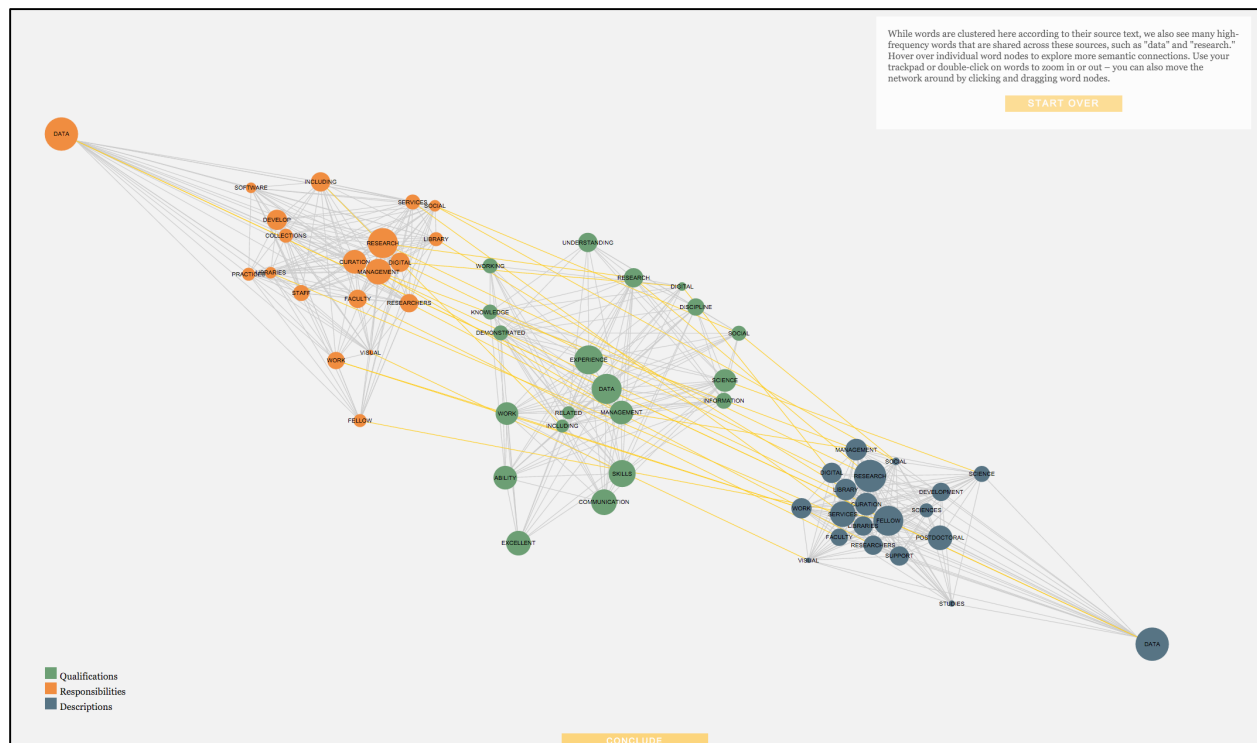 While words are clustered here according to their source text, we also see many high-
frequency words that are shared across these sources, such as "data" and "research."
Hover over individual word nodes to explore more semantic connections. Use your
trackpad or double-click on words to zoom in or out – you can also move the
network around by clicking and dragging word nodes.
START OVER
DATA
SOFTWARE
INCLUDING
SERVICES
SOCIAL
DEVELOP
COLLECTIONS
RESEARCH
LIBRARY
CURATION
DIGITAL
MANAGEMENT
PRACTICES
LIBRARIES
STAFF
FACULTY
RESEARCHERS
VISUAL
WORK
FELLOW
UNDERSTANDING
WORKING
RESEARCH
DIGITAL
DISCIPLINE
KNOWLEDGE
DEMONSTRATED
SOCIAL
EXPERIENCE
SCIENCE
DATA
INFORMATION
WORK
RELATED
MANAGEMENT
INCLUDING
SKILLS
ABILITY
COMMUNICATION
EXCELLENT
MANAGEMENT
SOCIAL
DIGITAL
RESEARCH
SCIENCE
LIBRARY
DEVELOPMENT
WORK
CURATION
SCIENCES
SERVICES
FELLOW
LIBRARIES
FACULTY
POSTDOCTORAL
RESEARCHERS
SUPPORT
VISUAL
STUDIES
DATA
Qualifications
Responsibilities
Descriptions
CONCLUDE